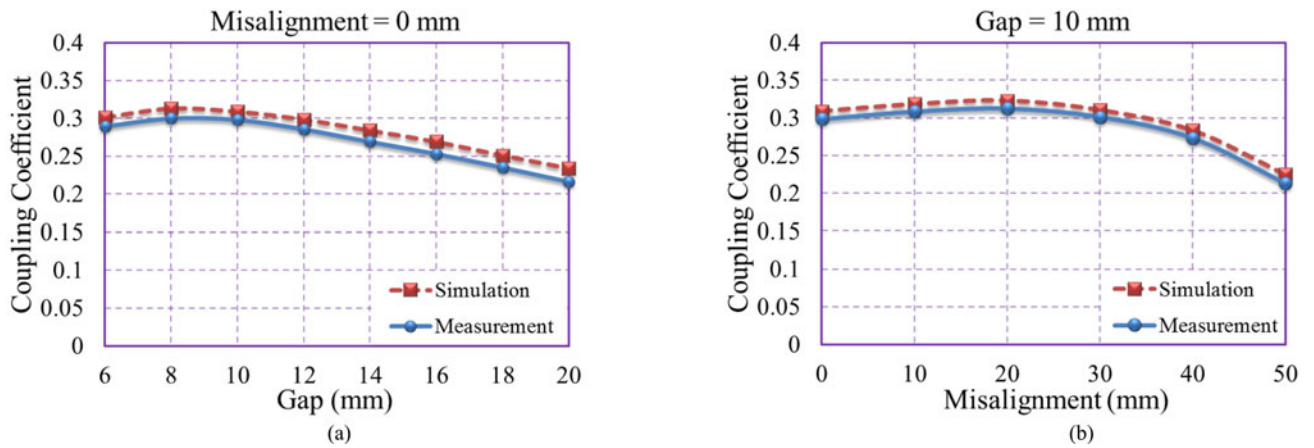 Misalignment = 0 mm
Coupling Coefficient
0.4
0.35
0.3
0.25
0.2
0.15
0.1
0.05
0
Simulation
Measurement
6 8 10 12 14 16 18 20
Gap (mm)
(a)
Gap = 10 mm
Coupling Coefficient
0.4
0.35
0.3
0.25
0.2
0.15
0.1
0.05
0
Simulation
Measurement
0 10 20 30 40 50
Misalignment (mm)
(b)